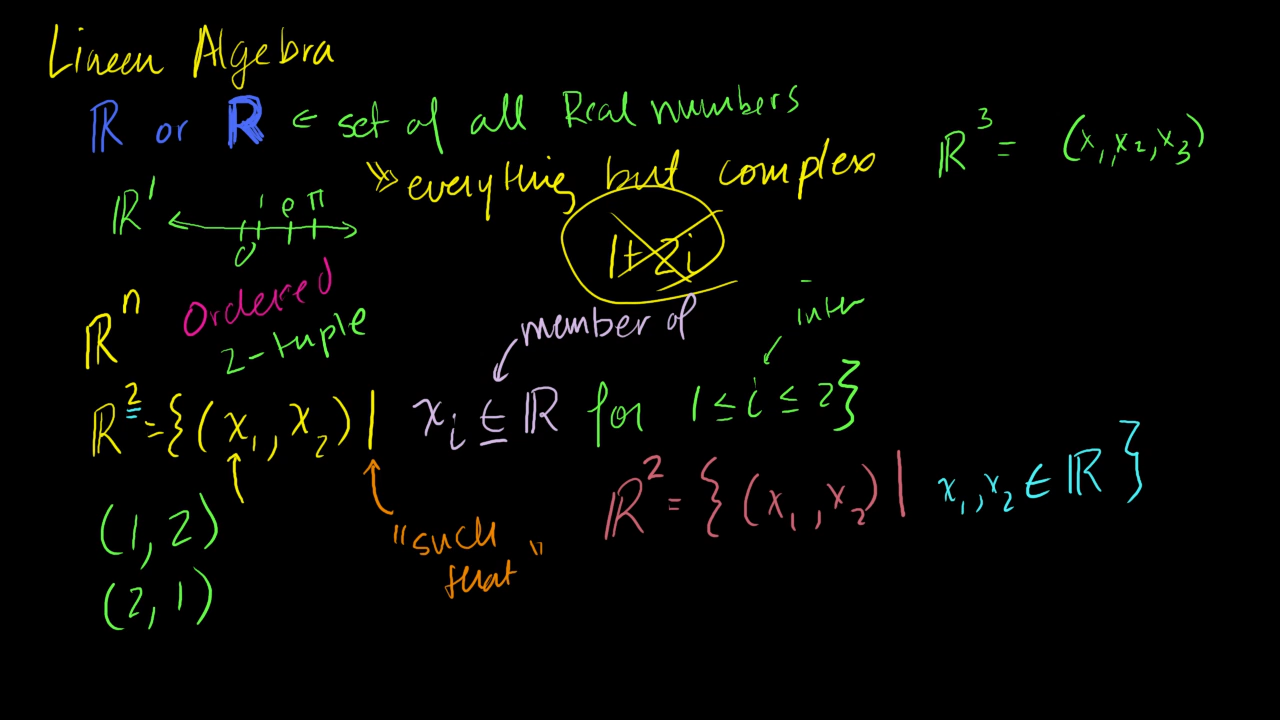 Linear Algebra
ℝ or ℝ ← set of all Real numbers
» everything but complex
ℝ³ = (x₁, x₂, x₃)
ℝ¹
0 1 e π
1+2i
ℝⁿ
Ordered
2-tuple
member of
ℝ² = {(x₁, x₂) | xᵢ ∈ ℝ for 1 ≤ i ≤ 2}
(1, 2)
(2, 1)
"such
that"
ℝ² = {(x₁, x₂) | x₁, x₂ ∈ ℝ}